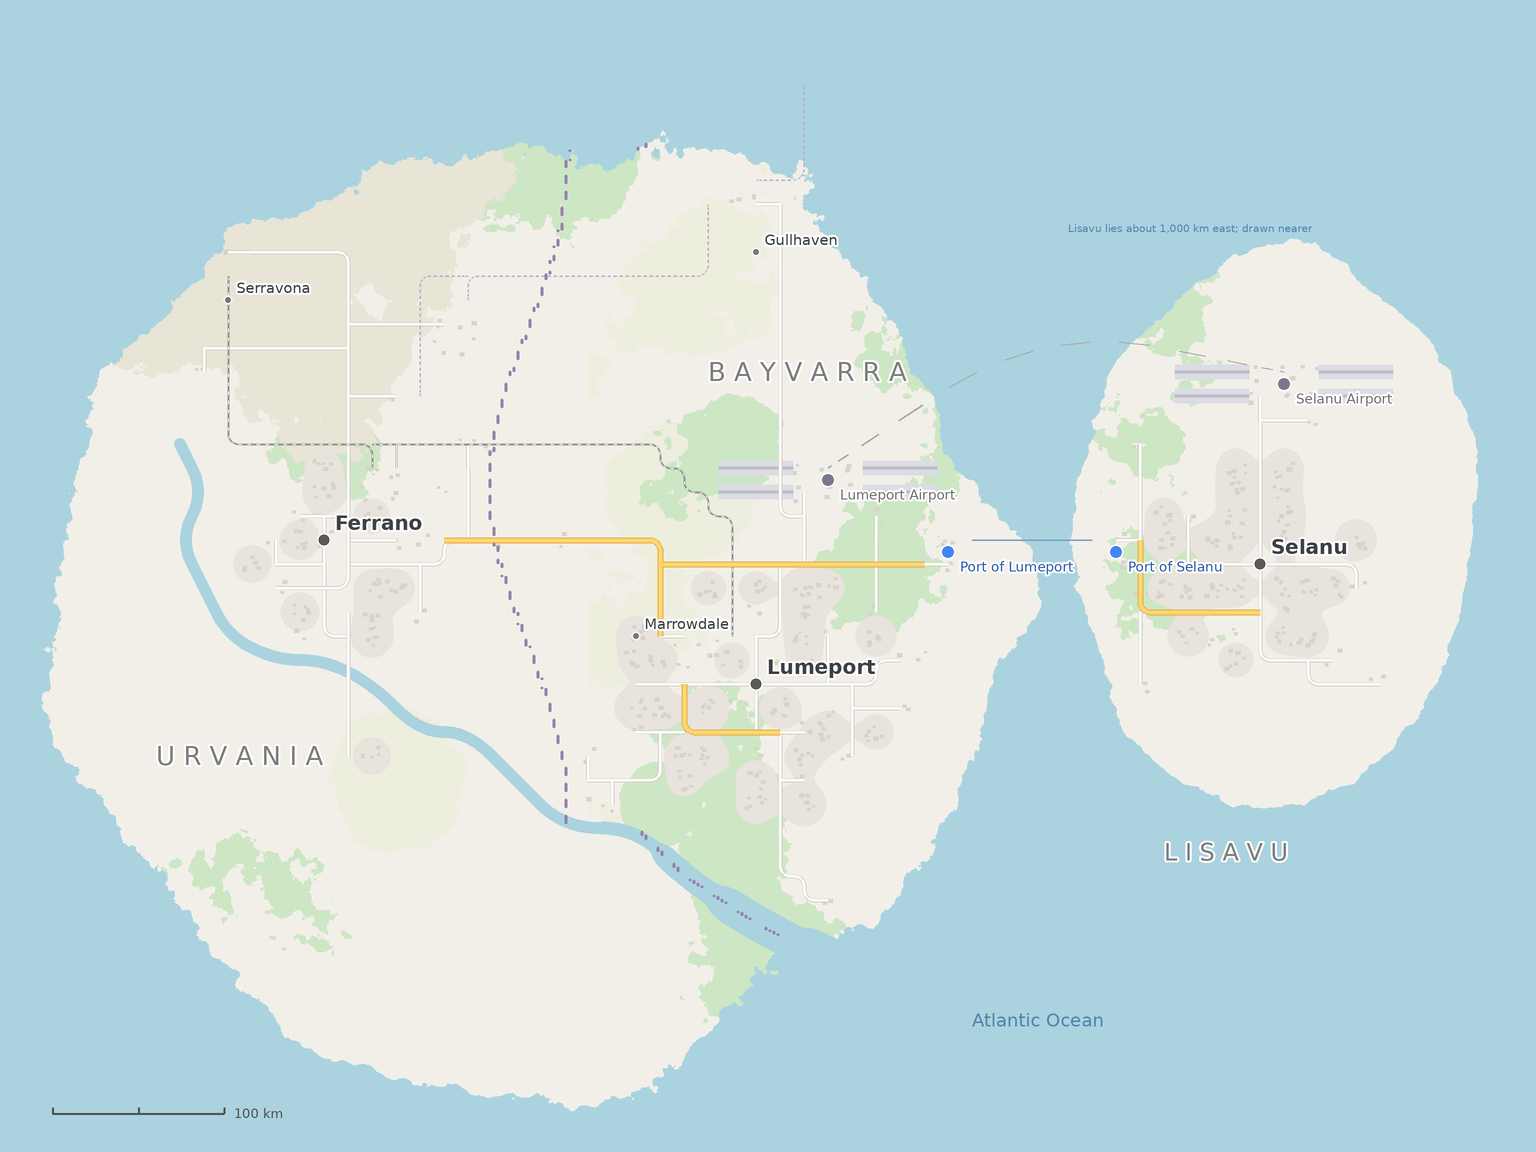 Lisavu lies about 1,000 km east; drawn nearer
Gullhaven
Serravona
BAYVARRA
Selanu Airport
Lumeport Airport
Ferrano
Selanu
Port of Lumeport
Port of Selanu
Marrowdale
Lumeport
URVANIA
LISAVU
Atlantic Ocean
100 km